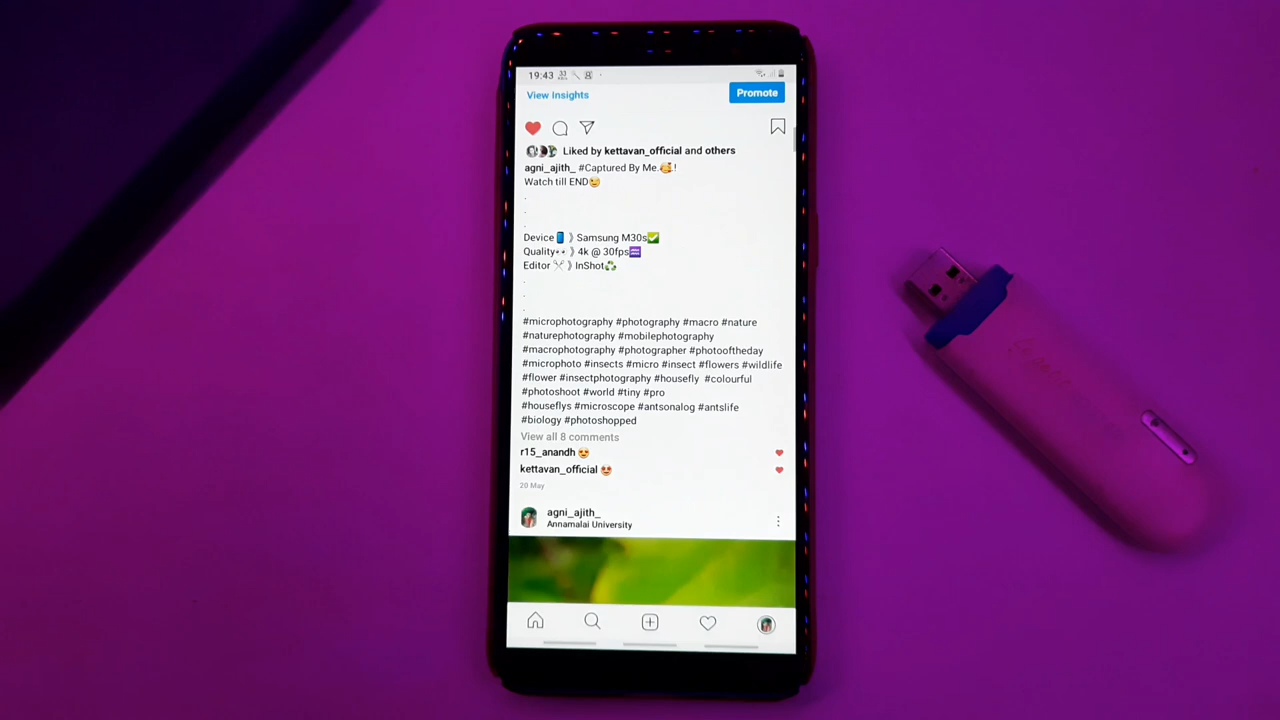 19:43
View Insights
Promote
Liked by kettavan_official and others
agni_ajith_ #Captured By Me.🥰!
Watch till END😉
.
.
.
Device📱 》Samsung M30s✅
Quality👀 》4k @ 30fps♒
Editor ✂️ 》InShot♻️
.
.
.
#microphotography #photography #macro #nature
#naturephotography #mobilephotography
#macrophotography #photographer #photooftheday
#microphoto #insects #micro #insect #flowers #wildlife
#flower #insectphotography #housefly #colourful
#photoshoot #world #tiny #pro
#houseflys #microscope #antsonalog #antslife
#biology #photoshopped
View all 8 comments
r15_anandh 😍
kettavan_official 😍
20 May
agni_ajith_
Annamalai University